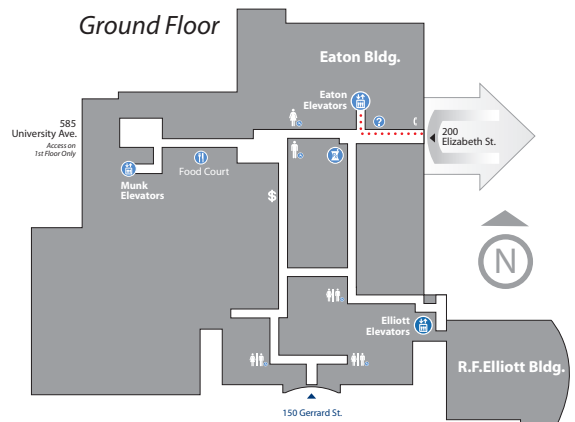 Ground Floor
Eaton Bldg.
Eaton
Elevators
?
200
Elizabeth St.
585
University Ave.
Access on
1st Floor Only
Food Court
Munk
Elevators
$
N
Elliott
Elevators
R.F.Elliott Bldg.
150 Gerrard St.